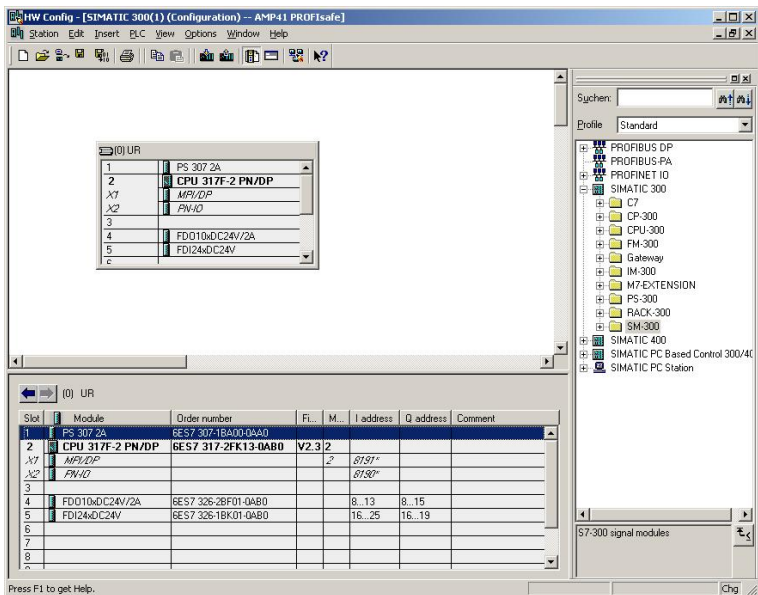 HW Config - [SIMATIC 300(1) (Configuration) -- AMP41 PROFIsafe]
Station Edit Insert PLC View Options Window Help
(0) UR
1 PS 307 2A
2 CPU 317F-2 PN/DP
X1 MPI/DP
X2 PN-IO
3
4 FDO10xDC24V/2A
5 FDI24xDC24V
Suchen:
Profile Standard
PROFIBUS DP
PROFIBUS-PA
PROFINET IO
SIMATIC 300
C7
CP-300
CPU-300
FM-300
Gateway
IM-300
M7-EXTENSION
PS-300
RACK-300
SM-300
SIMATIC 400
SIMATIC PC Based Control 300/40
SIMATIC PC Station
(0) UR
Slot Module Order number Fi... M... I address Q address Comment
1 PS 307 2A 6ES7 307-1BA00-0AA0
2 CPU 317F-2 PN/DP 6ES7 317-2FK13-0AB0 V2.3 2
X1 MPI/DP 2 8191*
X2 PN-IO 8190*
3
4 FDO10xDC24V/2A 6ES7 326-2BF01-0AB0 8...13 8...15
5 FDI24xDC24V 6ES7 326-1BK01-0AB0 16...25 16...19
6
7
8
S7-300 signal modules
Press F1 to get Help.
Chg